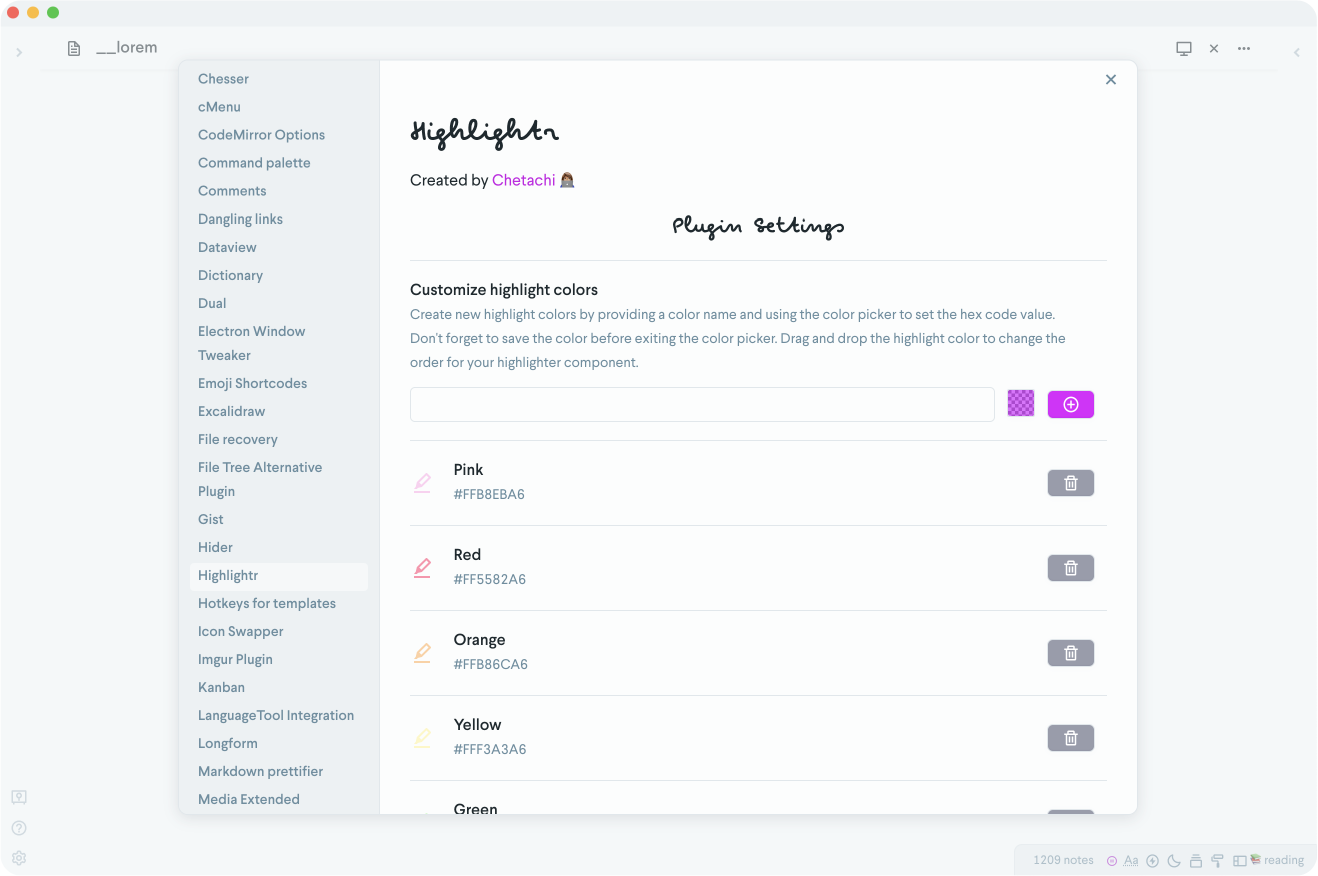 __lorem
Chesser
cMenu
CodeMirror Options
Command palette
Comments
Dangling links
Dataview
Dictionary
Dual
Electron Window
Tweaker
Emoji Shortcodes
Excalidraw
File recovery
File Tree Alternative
Plugin
Gist
Hider
Highlightr
Hotkeys for templates
Icon Swapper
Imgur Plugin
Kanban
LanguageTool Integration
Longform
Markdown prettifier
Media Extended
Highlightr
Created by Chetachi 👩🏽‍💻
Plugin Settings
Customize highlight colors
Create new highlight colors by providing a color name and using the color picker to set the hex code value.
Don't forget to save the color before exiting the color picker. Drag and drop the highlight color to change the
order for your highlighter component.
Pink
#FFB8EBA6
Red
#FF5582A6
Orange
#FFB86CA6
Yellow
#FFF3A3A6
Green
1209 notes Aa 📚 reading